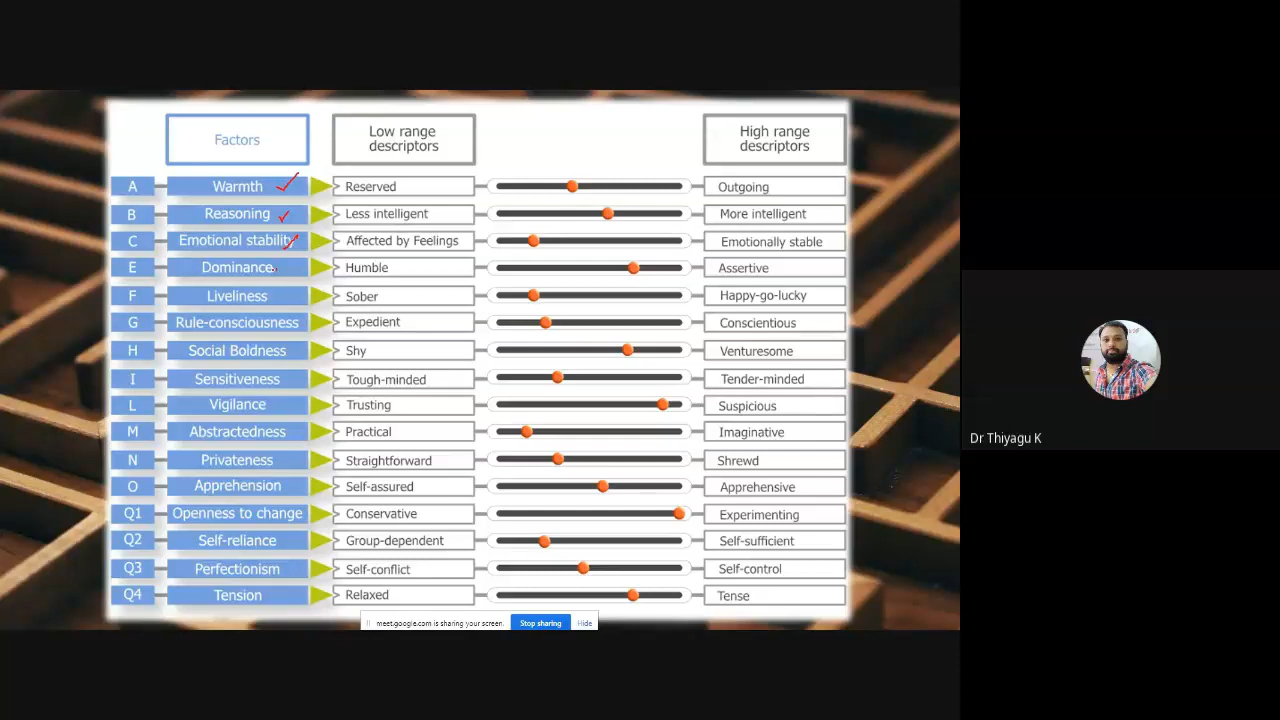 Factors
Low range
descriptors
High range
descriptors
A Warmth Reserved Outgoing
B Reasoning Less intelligent More intelligent
C Emotional stability Affected by Feelings Emotionally stable
E Dominance Humble Assertive
F Liveliness Sober Happy-go-lucky
G Rule-consciousness Expedient Conscientious
H Social Boldness Shy Venturesome
I Sensitiveness Tough-minded Tender-minded
L Vigilance Trusting Suspicious
M Abstractedness Practical Imaginative
N Privateness Straightforward Shrewd
O Apprehension Self-assured Apprehensive
Q1 Openness to change Conservative Experimenting
Q2 Self-reliance Group-dependent Self-sufficient
Q3 Perfectionism Self-conflict Self-control
Q4 Tension Relaxed Tense
meet.google.com is sharing your screen. Stop sharing Hide
Dr Thiyagu K